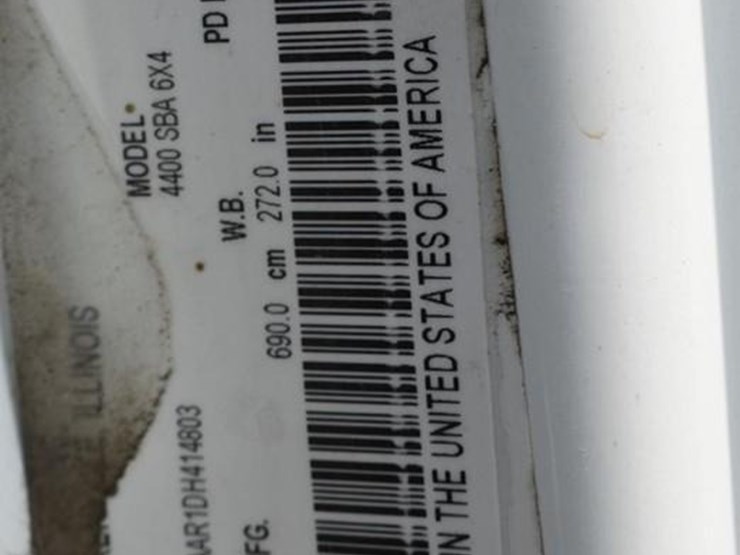 ILLINOIS
MODEL
4400 SBA 6X4
AR1DH414803
PD
W.B.
690.0 cm 272.0 in
FG.
IN THE UNITED STATES OF AMERICA